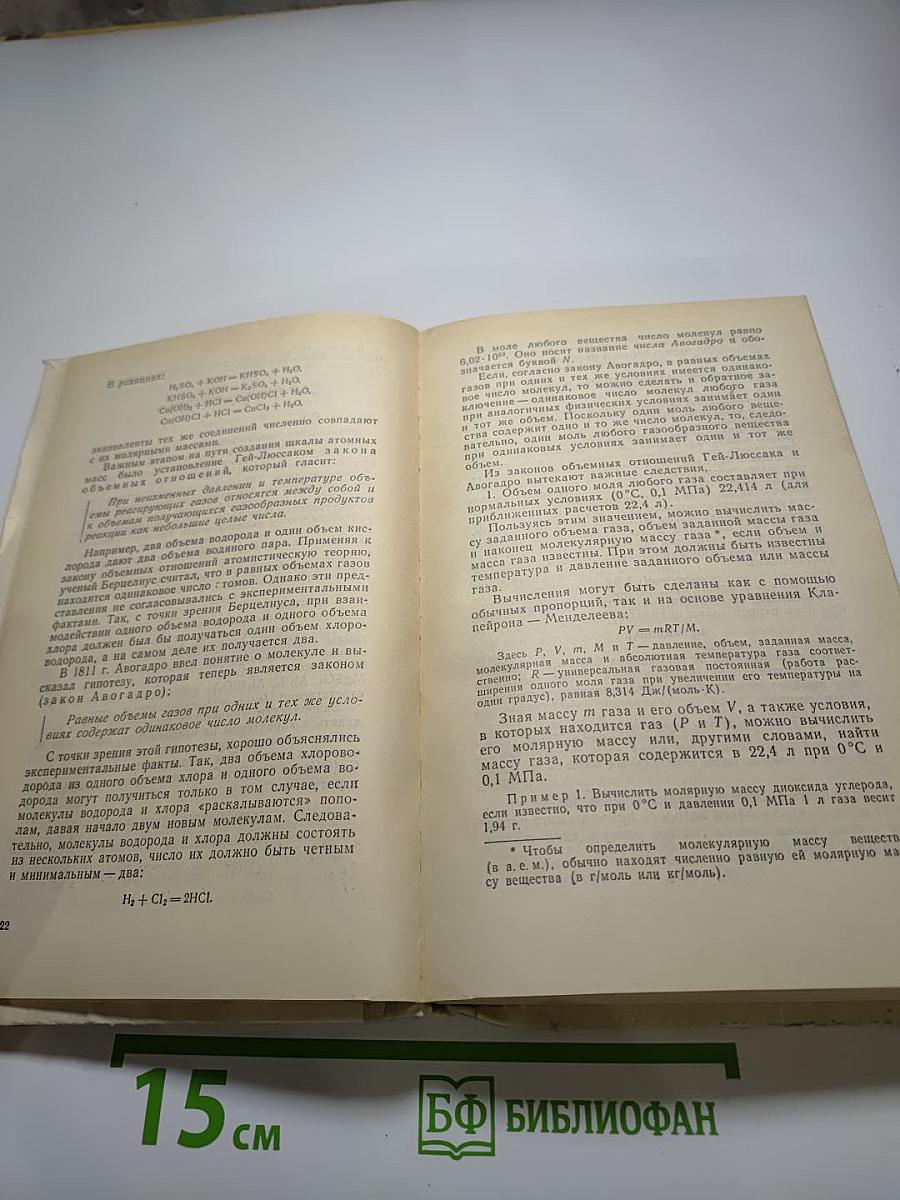 В реакциях:
H₂SO₄ + KOH = KHSO₄ + H₂O,
KHSO₄ + KOH = K₂SO₄ + H₂O,
Cu(OH)₂ + HCl = Cu(OH)Cl + H₂O,
Cu(OH)Cl + HCl = CuCl₂ + H₂O,
эквиваленты тех же соединений численно совпадают
с их молярными массами.
Важным этапом на пути создания шкалы атомных
масс было установление Гей-Люссаком закона
объемных отношений, который гласит:
При неизменных давлении и температуре объ-
емы реагирующих газов относятся между собой и
к объемам получающихся газообразных продуктов
реакции как небольшие целые числа.
Например, два объема водорода и один объем кис-
лорода дают два объема водяного пара. Применяя к
закону объемных отношений атомистическую теорию,
ученый Берцелиус считал, что в равных объемах газов
находится одинаковое число томов. Однако эти пред-
ставления не согласовывались с экспериментальными
фактами. Так, с точки зрения Берцелиуса, при взаи-
модействии одного объема водорода и одного объема
хлора должен был бы получаться один объем хлоро-
водорода, а на самом деле их получается два.
В 1811 г. Авогадро ввел понятие о молекуле и вы-
сказал гипотезу, которая теперь является законом
(закон Авогадро):
Равные объемы газов при одних и тех же усло-
виях содержат одинаковое число молекул.
С точки зрения этой гипотезы, хорошо объяснялись
экспериментальные факты. Так, два объема хлорово-
дорода из одного объема хлора и одного объема во-
дорода могут получиться только в том случае, если
молекулы водорода и хлора «раскалываются» попо-
лам, давая начало двум новым молекулам. Следова-
тельно, молекулы водорода и хлора должны состоять
из нескольких атомов, число их должно быть четным
и минимальным — два:
H₂ + Cl₂ = 2HCl.
22
В моле любого вещества число молекул равно
6,02·10²³. Оно носит название числа Авогадро и обо-
значается буквой N.
Если, согласно закону Авогадро, в равных объемах
газов при одних и тех же условиях имеется одинако-
вое число молекул, то можно сделать и обратное за-
ключение — одинаковое число молекул любого газа
при аналогичных физических условиях занимает один
и тот же объем. Поскольку один моль любого веще-
ства содержит одно и то же число молекул, то, следо-
вательно, один моль любого газообразного вещества
при одинаковых условиях занимает один и тот же
объем.
Из законов объемных отношений Гей-Люссака и
Авогадро вытекают важные следствия.
1. Объем одного моля любого газа составляет при
нормальных условиях (0°С, 0,1 МПа) 22,414 л (для
приближенных расчетов 22,4 л).
Пользуясь этим значением, можно вычислить мас-
су заданного объема газа, объем заданной массы газа
и наконец молекулярную массу газа*, если объем и
масса газа известны. При этом должны быть известны
температура и давление заданного объема или массы
газа.
Вычисления могут быть сделаны как с помощью
обычных пропорций, так и на основе уравнения Кла-
пейрона — Менделеева:
PV = mRT/M.
Здесь P, V, m, M и T — давление, объем, заданная масса,
молекулярная масса и абсолютная температура газа соответ-
ственно; R — универсальная газовая постоянная (работа рас-
ширения одного моля газа при увеличении его температуры на
один градус), равная 8,314 Дж/(моль·К).
Зная массу m газа и его объем V, а также условия,
в которых находится газ (P и T), можно вычислить
его молярную массу или, другими словами, найти
массу газа, которая содержится в 22,4 л при 0°С и
0,1 МПа.
Пример 1. Вычислить молярную массу диоксида углерода,
если известно, что при 0°С и давлении 0,1 МПа 1 л газа весит
1,94 г.
* Чтобы определить молекулярную массу веществ
(в а. е. м.), обычно находят численно равную ей молярную ма
су вещества (в г/моль или кг/моль).
15 см
БФ БИБЛИОФАН